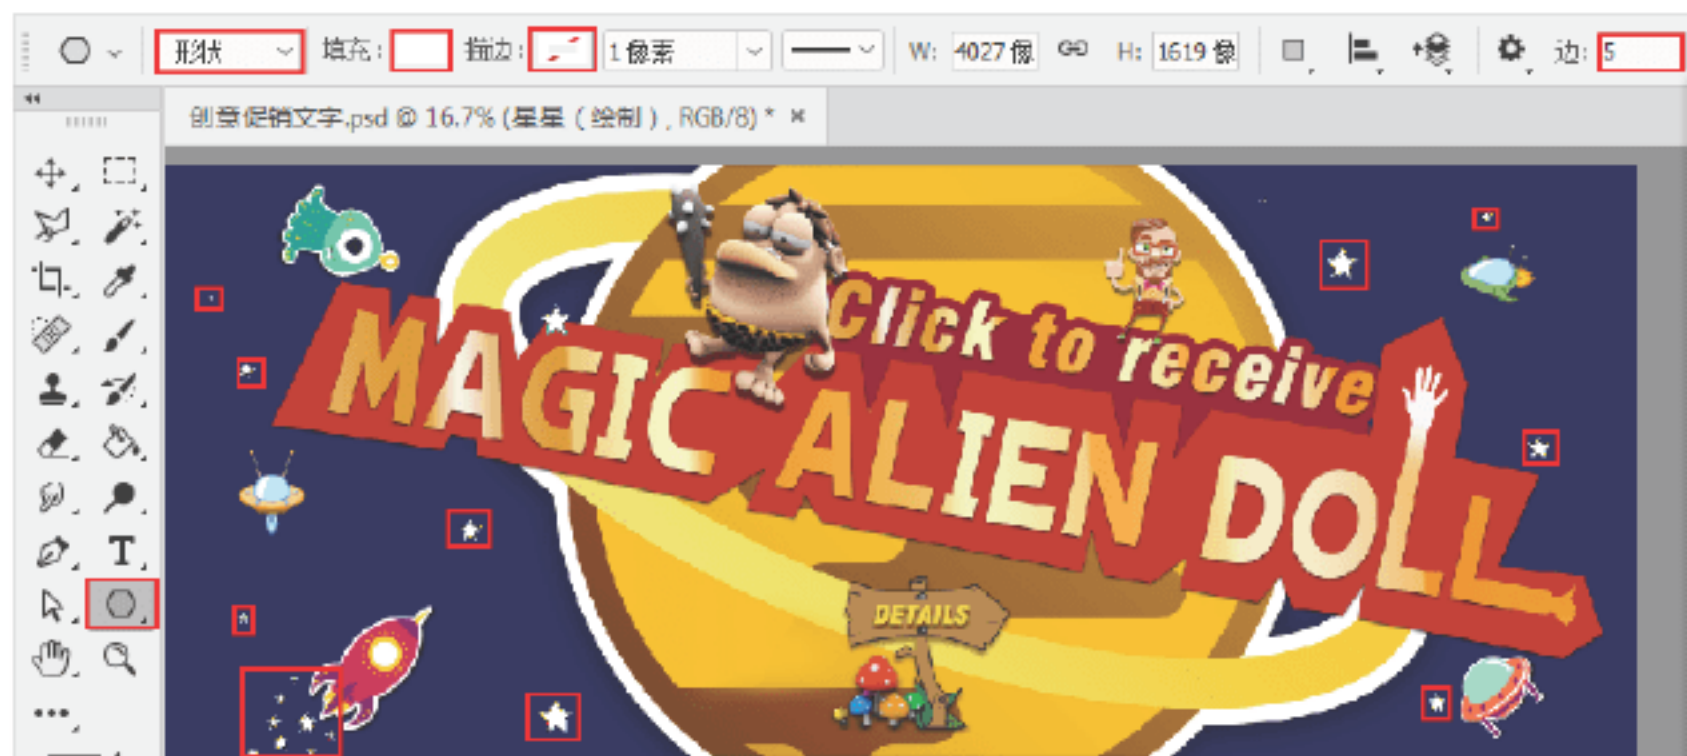 形状 填充: 描边: 1 像素 W: 4027 像 H: 1619 像 边: 5
创意促销文字.psd @ 16.7% (星星 ( 绘制 ) , RGB/8) *
Click to receive
MAGIC ALIEN DOLL
DETAILS
T